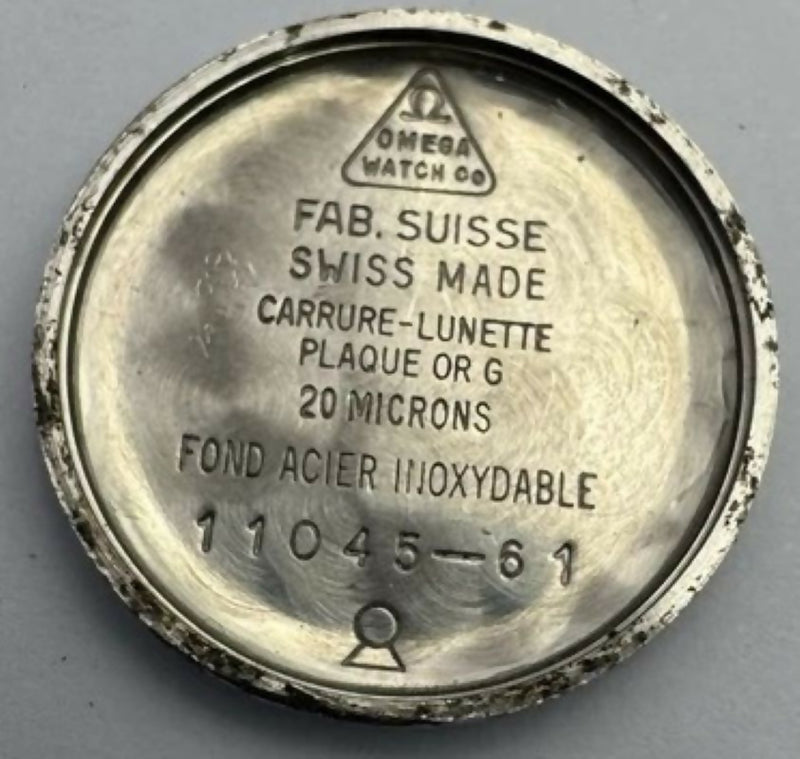 Ω
OMEGA
WATCH Co
FAB. SUISSE
SWISS MADE
CARRURE-LUNETTE
PLAQUE OR G
20 MICRONS
FOND ACIER INOXYDABLE
11045-61